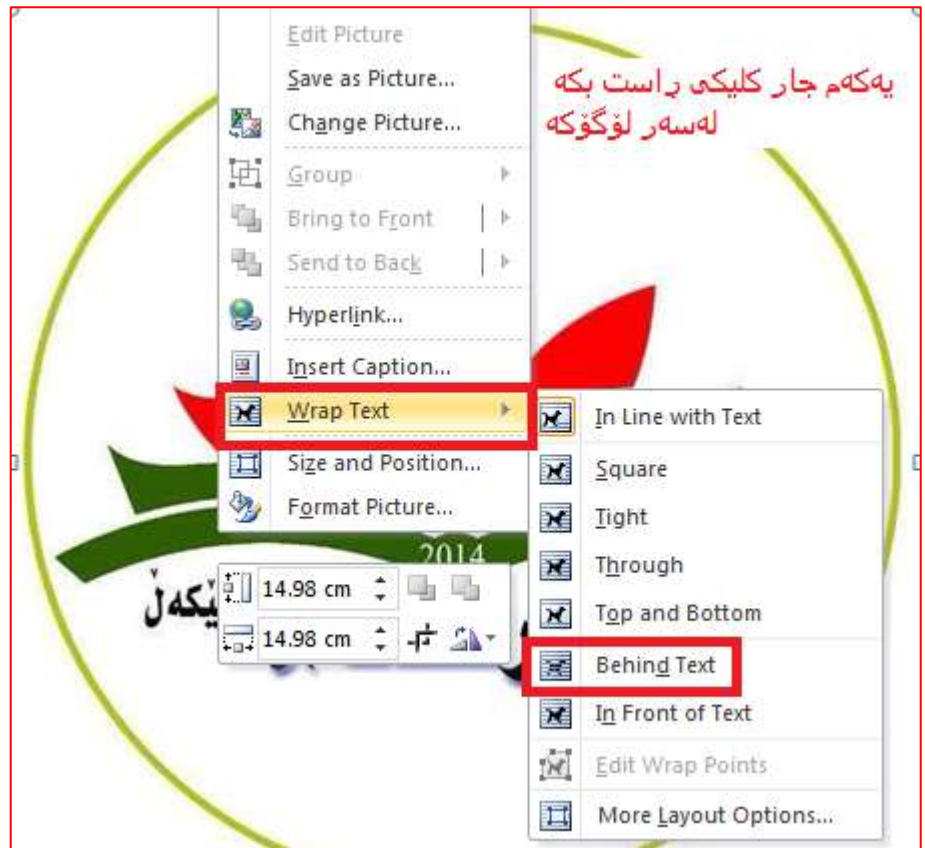 Edit Picture
یەکەم جار کلیکی ڕاست بکە
لەسەر لۆگۆکە
Save as Picture...
Change Picture...
Group
Bring to Front
Send to Back
Hyperlink...
Insert Caption...
Wrap Text
Size and Position...
Format Picture...
In Line with Text
Square
Tight
Through
Top and Bottom
Behind Text
In Front of Text
Edit Wrap Points
More Layout Options...
2014
14.98 cm
14.98 cm